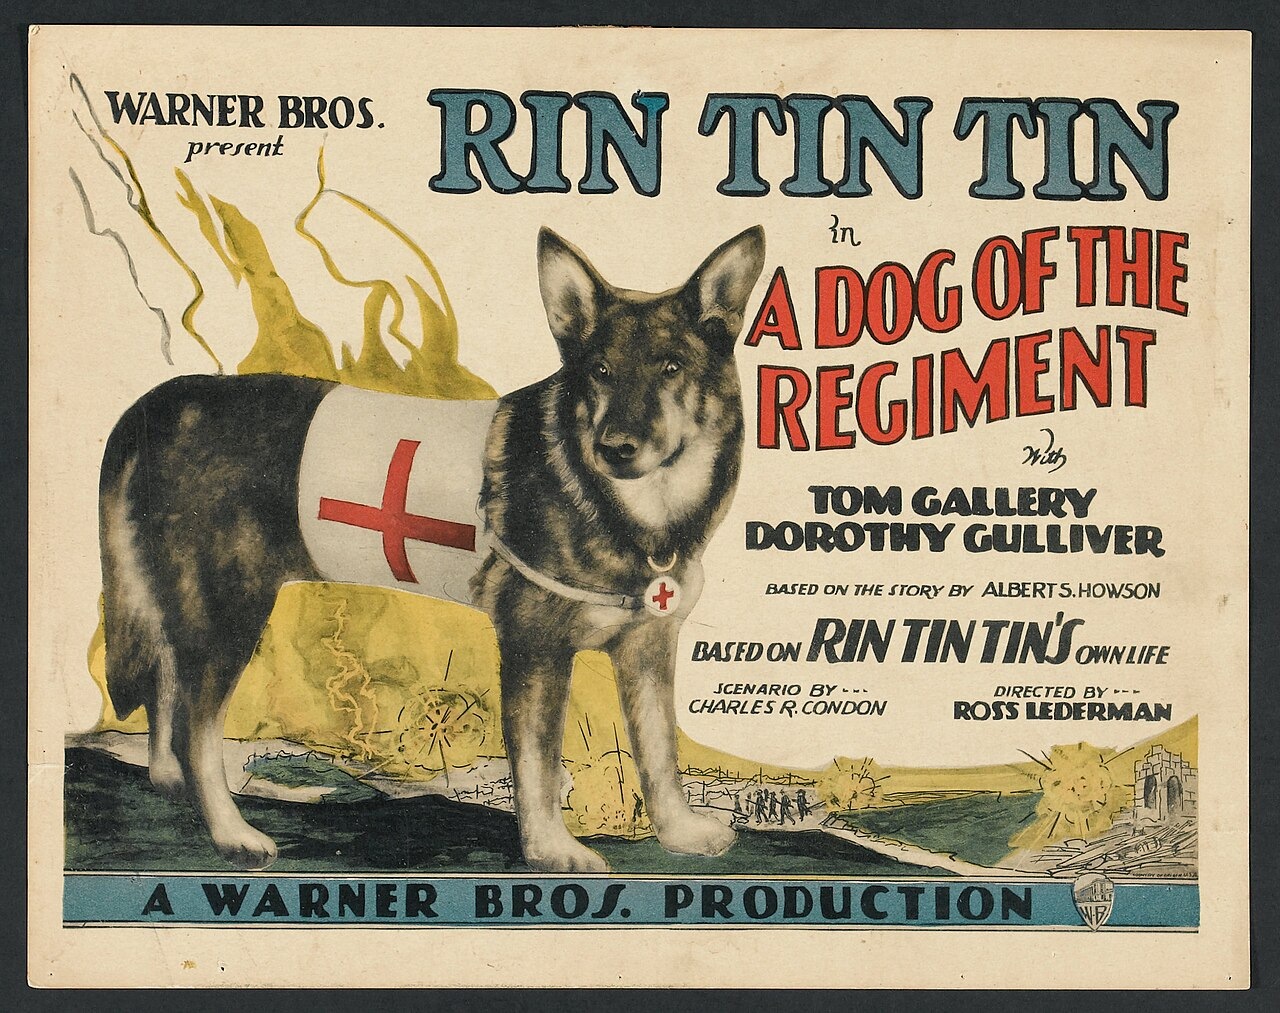 WARNER BROS.
present
RIN TIN TIN
in
A DOG OF THE
REGIMENT
With
TOM GALLERY
DOROTHY GULLIVER
BASED ON THE STORY BY ALBERT S. HOWSON
BASED ON RIN TIN TIN'S OWN LIFE
SCENARIO BY ---
CHARLES R. CONDON
DIRECTED BY ---
ROSS LEDERMAN
A WARNER BROS. PRODUCTION
W-B